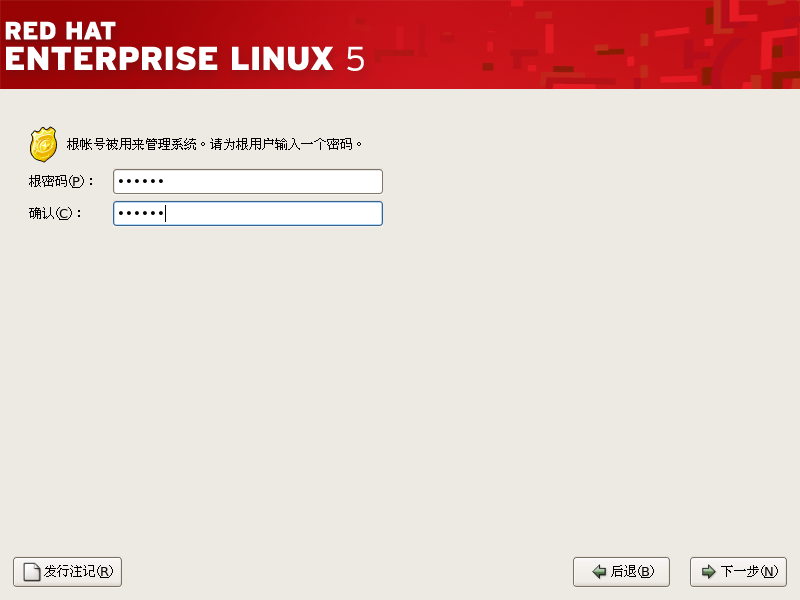 RED HAT
ENTERPRISE LINUX 5
根帐号被用来管理系统。请为根用户输入一个密码。
根密码(P)： ••••••
确认(C)： ••••••
发行注记(R) 后退(B) 下一步(N)